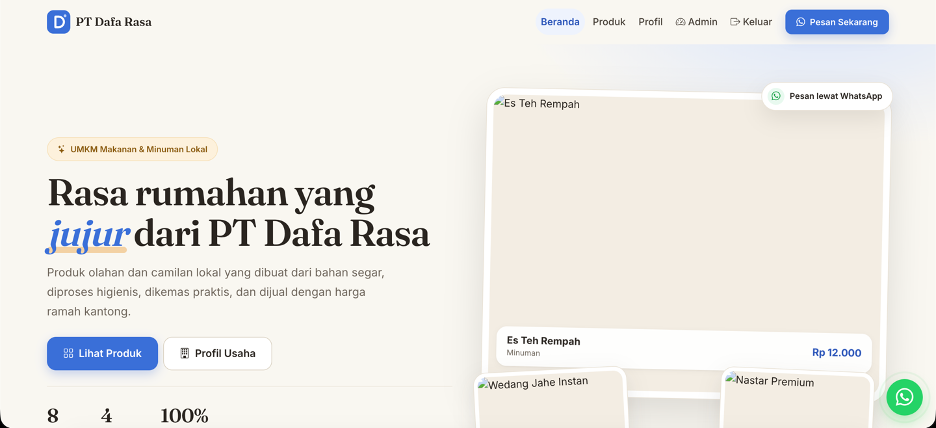 PT Dafa Rasa
Beranda
Produk
Profil
Admin
Keluar
Pesan Sekarang
UMKM Makanan & Minuman Lokal
Rasa rumahan yang
jujur dari PT Dafa Rasa
Produk olahan dan camilan lokal yang dibuat dari bahan segar,
diproses higienis, dikemas praktis, dan dijual dengan harga
ramah kantong.
Lihat Produk
Profil Usaha
8
4
100%
Es Teh Rempah
Pesan lewat WhatsApp
Es Teh Rempah
Minuman
Rp 12.000
Wedang Jahe Instan
Nastar Premium